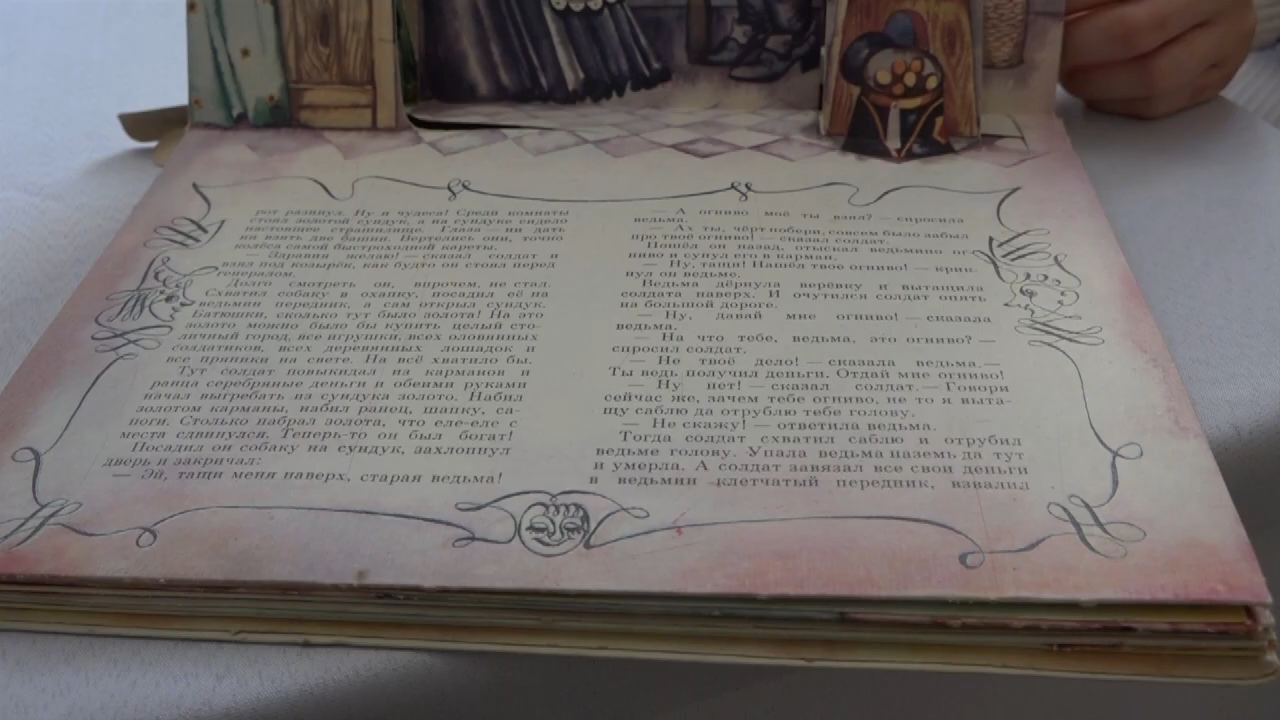 рот разинул. Ну и чудеса! Среди комнаты
стоял золотой сундук, а на сундуке сидело
настоящее страшилище. Глаза — ни дать
ни взять две башни. Вертелись они, точно
колёса самой быстроходной кареты.
— Здравия желаю! — сказал солдат и
взял под козырёк, как будто он стоял перед
генералом.
Долго смотреть он, впрочем, не стал.
Схватил собаку в охапку, посадил её на
ведьмин передник, а сам открыл сундук.
Батюшки, сколько тут было золота! На это
золото можно было бы купить целый сто-
личный город, все игрушки, всех оловянных
солдатиков, всех деревянных лошадок и
все пряники на свете. На всё хватило бы.
Тут солдат повыкидал из карманов и
ранца серебряные деньги и обеими руками
начал выгребать из сундука золото. Набил
золотом карманы, набил ранец, шапку, са-
поги. Столько набрал золота, что еле-еле с
места сдвинулся. Теперь-то он был богат!
Посадил он собаку на сундук, захлопнул
дверь и закричал:
— Эй, тащи меня наверх, старая ведьма!
— А огниво моё ты взял? — спросила
ведьма.
— Ах ты, чёрт побери, совсем было забыл
про твоё огниво! — сказал солдат.
Пошёл он назад, отыскал ведьмино ог-
ниво и сунул его в карман.
— Ну, тащи! Нашёл твоё огниво! — крик-
нул он ведьме.
Ведьма дёрнула верёвку и вытащила
солдата наверх. И очутился солдат опять
на большой дороге.
— Ну, давай мне огниво! — сказала
ведьма.
— На что тебе, ведьма, это огниво? —
спросил солдат.
— Не твоё дело! — сказала ведьма.—
Ты ведь получил деньги. Отдай мне огниво!
— Ну нет! — сказал солдат.— Говори
сейчас же, зачем тебе огниво, не то я выта-
щу саблю да отрублю тебе голову.
— Не скажу! — ответила ведьма.
Тогда солдат схватил саблю и отрубил
ведьме голову. Упала ведьма наземь да тут
и умерла. А солдат завязал все свои деньги
в ведьмин клетчатый передник, взвалил